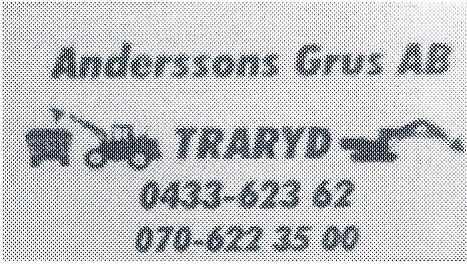 Anderssons Grus AB
TRARYD
0433-623 62
070-622 35 00